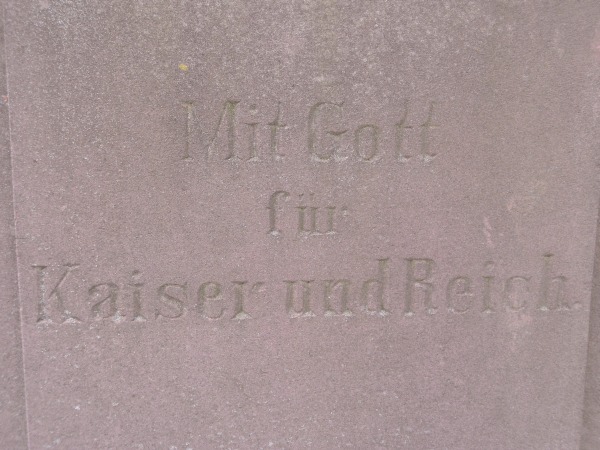 Mit Gott
für
Kaiser und Reich.